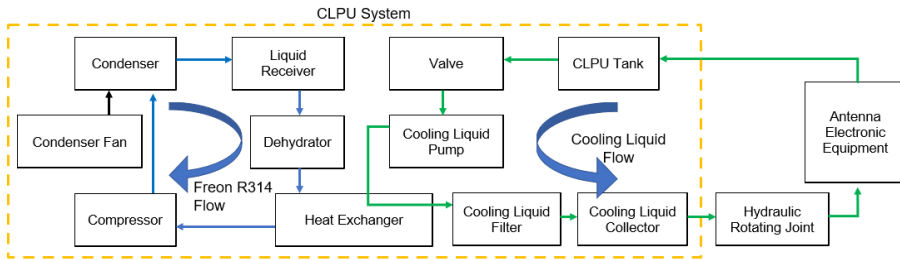 CLPU System
Condenser
Liquid
Receiver
Valve
CLPU Tank
Condenser Fan
Dehydrator
Cooling Liquid
Pump
Cooling Liquid
Flow
Antenna
Electronic
Equipment
Freon R314
Flow
Compressor
Heat Exchanger
Cooling Liquid
Filter
Cooling Liquid
Collector
Hydraulic
Rotating Joint